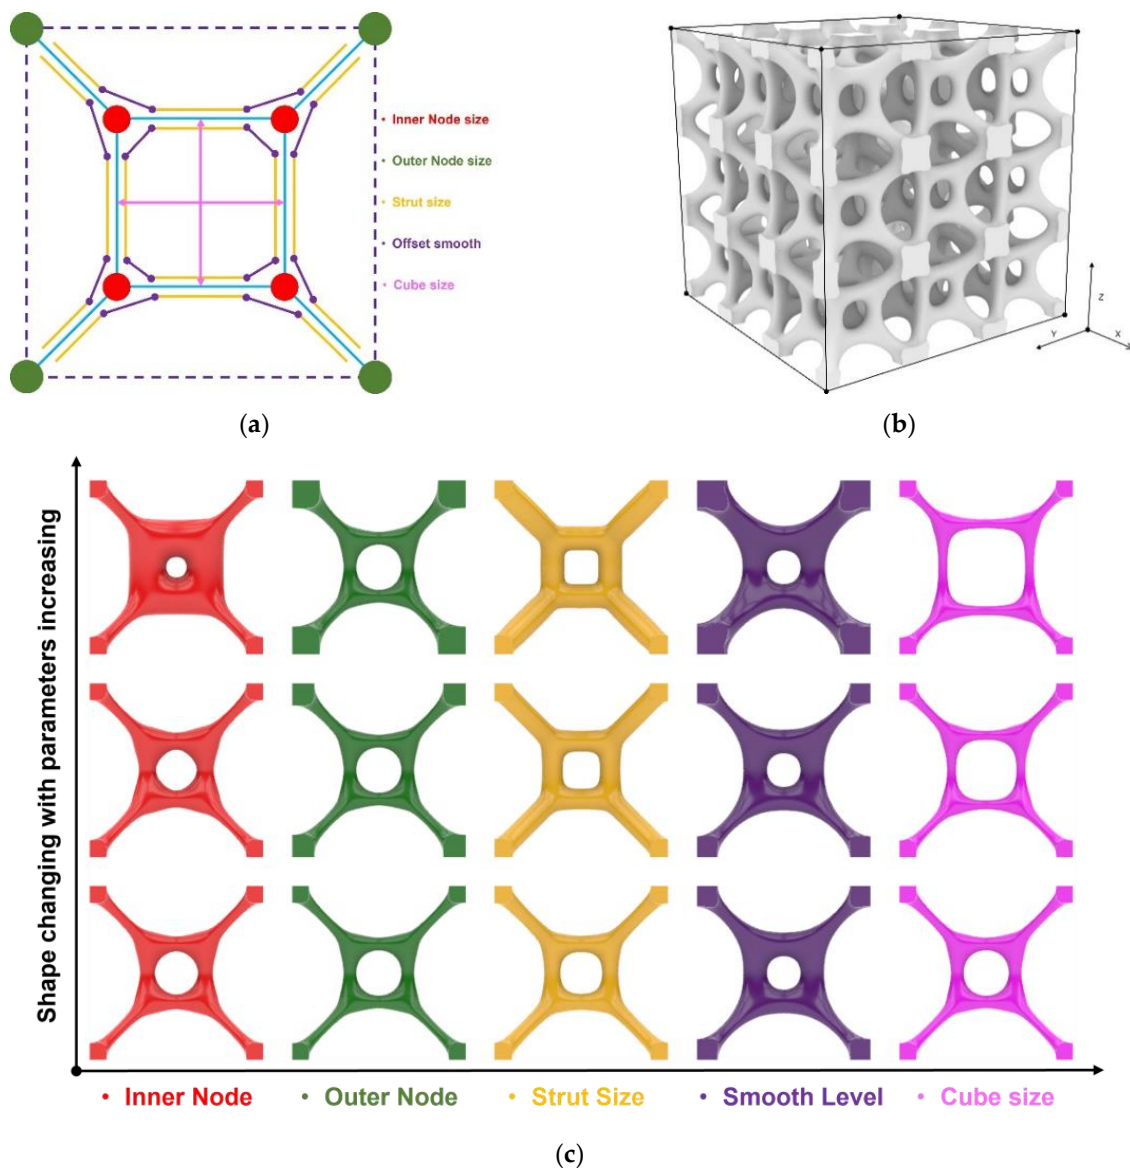 • Inner Node size
• Outer Node size
• Strut size
• Offset smooth
• Cube size
Z
Y
X
(a)
(b)
Shape changing with parameters increasing
• Inner Node
• Outer Node
• Strut Size
• Smooth Level
• Cube size
(c)